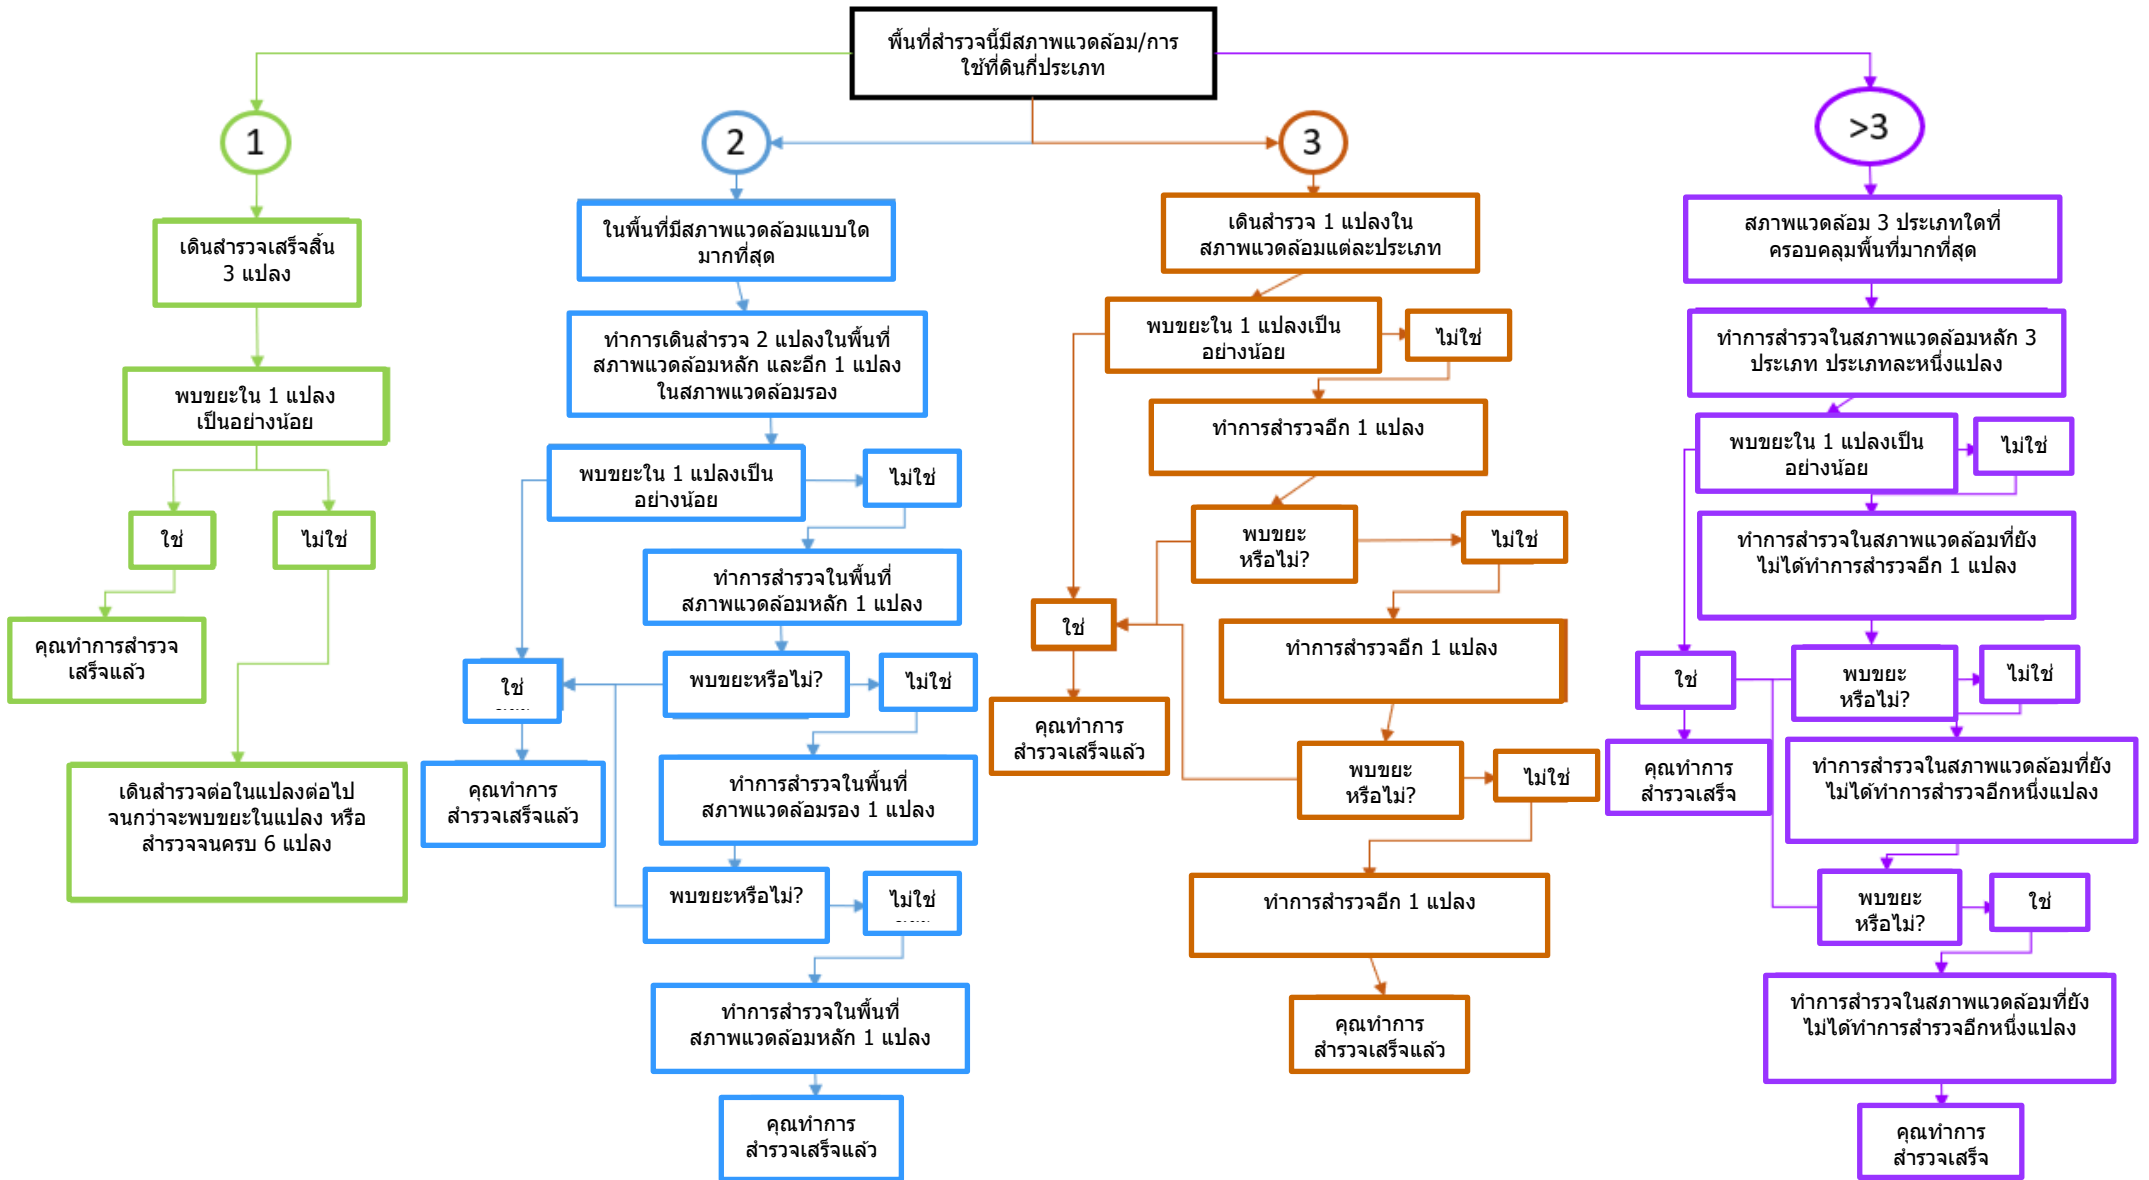 พื้นที่สำรวจนี้มีสภาพแวดล้อม/การ
ใช้ที่ดินกี่ประเภท
1
เดินสำรวจเสร็จสิ้น
3 แปลง
พบขยะใน 1 แปลง
เป็นอย่างน้อย
ใช่
ไม่ใช่
คุณทำการสำรวจ
เสร็จแล้ว
เดินสำรวจต่อในแปลงต่อไป
จนกว่าจะพบขยะในแปลง หรือ
สำรวจจนครบ 6 แปลง
2
ในพื้นที่มีสภาพแวดล้อมแบบใด
มากที่สุด
ทำการเดินสำรวจ 2 แปลงในพื้นที่
สภาพแวดล้อมหลัก และอีก 1 แปลง
ในสภาพแวดล้อมรอง
พบขยะใน 1 แปลงเป็น
อย่างน้อย
ไม่ใช่
ทำการสำรวจในพื้นที่
สภาพแวดล้อมหลัก 1 แปลง
ใช่
พบขยะหรือไม่?
ไม่ใช่
คุณทำการ
สำรวจเสร็จแล้ว
ทำการสำรวจในพื้นที่
สภาพแวดล้อมรอง 1 แปลง
พบขยะหรือไม่?
ไม่ใช่
ทำการสำรวจในพื้นที่
สภาพแวดล้อมหลัก 1 แปลง
คุณทำการ
สำรวจเสร็จแล้ว
3
เดินสำรวจ 1 แปลงใน
สภาพแวดล้อมแต่ละประเภท
พบขยะใน 1 แปลงเป็น
อย่างน้อย
ไม่ใช่
ทำการสำรวจอีก 1 แปลง
พบขยะ
หรือไม่?
ไม่ใช่
ใช่
ทำการสำรวจอีก 1 แปลง
คุณทำการ
สำรวจเสร็จแล้ว
พบขยะ
หรือไม่?
ไม่ใช่
ทำการสำรวจอีก 1 แปลง
คุณทำการ
สำรวจเสร็จแล้ว
>3
สภาพแวดล้อม 3 ประเภทใดที่
ครอบคลุมพื้นที่มากที่สุด
ทำการสำรวจในสภาพแวดล้อมหลัก 3
ประเภท ประเภทละหนึ่งแปลง
พบขยะใน 1 แปลงเป็น
อย่างน้อย
ไม่ใช่
ทำการสำรวจในสภาพแวดล้อมที่ยัง
ไม่ได้ทำการสำรวจอีก 1 แปลง
ใช่
พบขยะ
หรือไม่?
ไม่ใช่
คุณทำการ
สำรวจเสร็จ
ทำการสำรวจในสภาพแวดล้อมที่ยัง
ไม่ได้ทำการสำรวจอีกหนึ่งแปลง
พบขยะ
หรือไม่?
ใช่
ทำการสำรวจในสภาพแวดล้อมที่ยัง
ไม่ได้ทำการสำรวจอีกหนึ่งแปลง
คุณทำการ
สำรวจเสร็จ